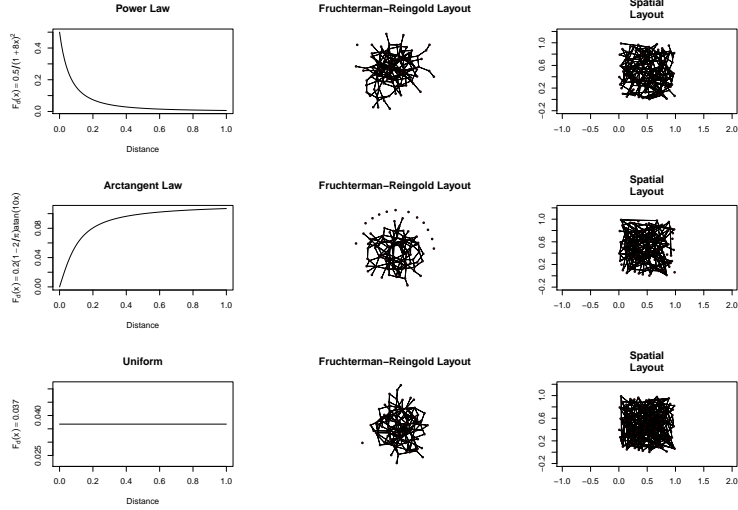 Power Law
Fruchterman−Reingold Layout
Spatial
Layout
Fd(x) = 0.5/(1 +8x)²
0.0 0.2 0.4
0.0 0.2 0.4 0.6 0.8 1.0
Distance
−0.2 0.2 0.6 1.0
−1.0 −0.5 0.0 0.5 1.0 1.5 2.0
Arctangent Law
Fruchterman−Reingold Layout
Spatial
Layout
Fd(x) = 0.2(1−2/π)atan(10x)
0.00 0.04 0.08
0.0 0.2 0.4 0.6 0.8 1.0
Distance
−0.2 0.2 0.6 1.0
−1.0 −0.5 0.0 0.5 1.0 1.5 2.0
Uniform
Fruchterman−Reingold Layout
Spatial
Layout
Fd(x) = 0.037
0.025 0.040
0.0 0.2 0.4 0.6 0.8 1.0
Distance
−0.2 0.2 0.6 1.0
−1.0 −0.5 0.0 0.5 1.0 1.5 2.0